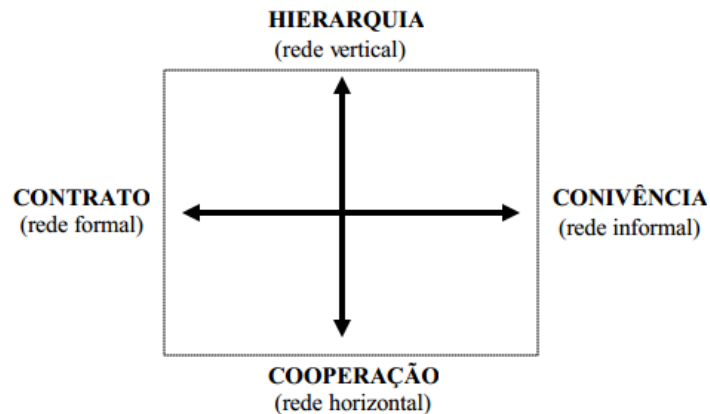 HIERARQUIA
(rede vertical)
CONTRATO
(rede formal)
CONIVÊNCIA
(rede informal)
COOPERAÇÃO
(rede horizontal)